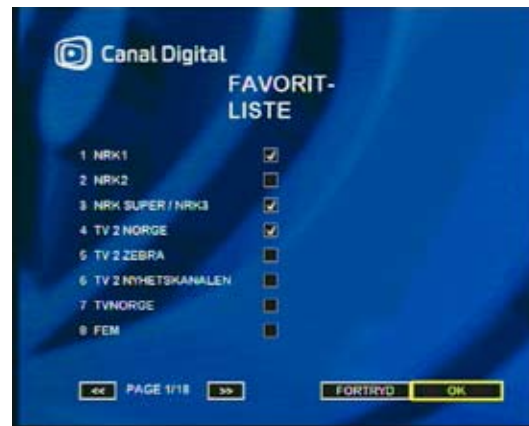 Canal Digital
FAVORIT-
LISTE
1 NRK1
2 NRK2
3 NRK SUPER / NRK3
4 TV 2 NORGE
5 TV 2 ZEBRA
6 TV 2 NYHETSKANALEN
7 TVNORGE
8 FEM
<< PAGE 1/18 >> FORTRYD OK